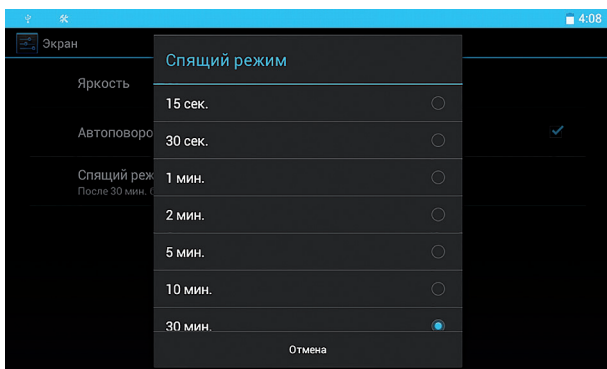 4:08
Экран
Яркость
Автоповоро
Спящий реж
После 30 мин.
Спящий режим
15 сек.
30 сек.
1 мин.
2 мин.
5 мин.
10 мин.
30 мин.
Отмена